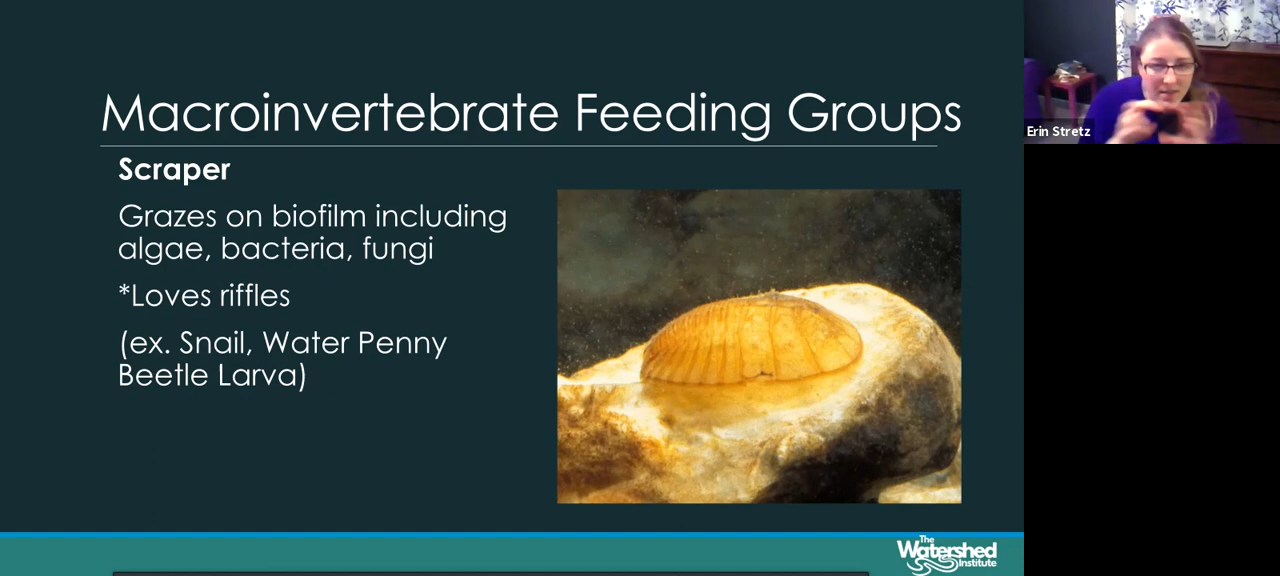 Macroinvertebrate Feeding Groups
Scraper
Grazes on biofilm including
algae, bacteria, fungi
*Loves riffles
(ex. Snail, Water Penny
Beetle Larva)
Erin Stretz
The
Watershed
Institute